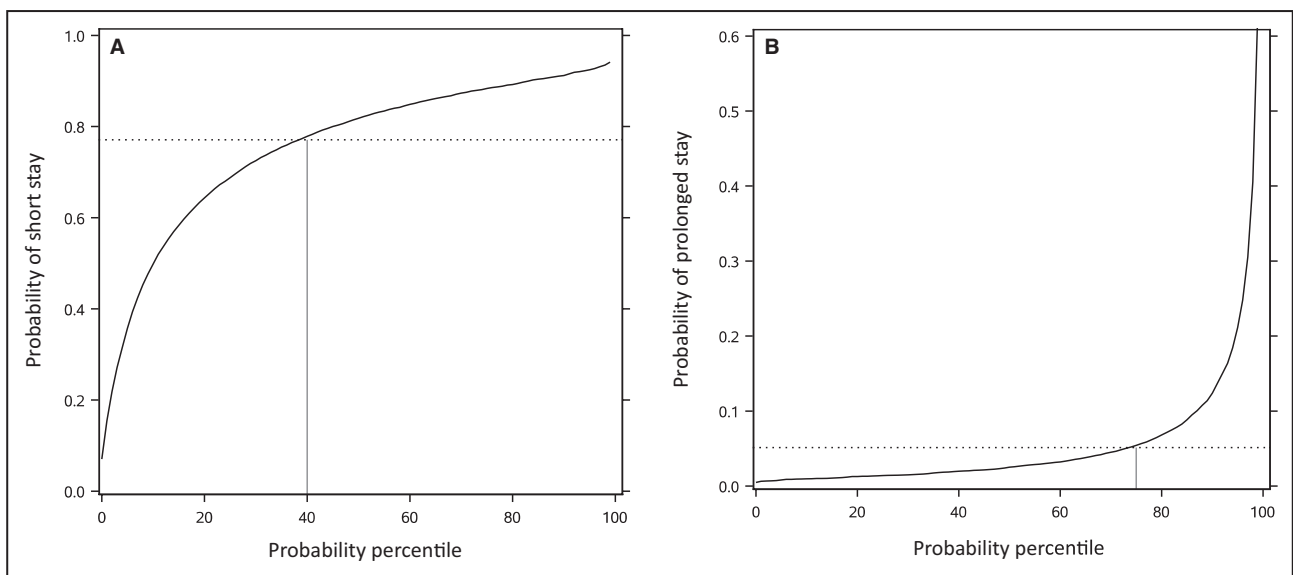 A
Probability of short stay
1.0
0.8
0.6
0.4
0.2
0.0
0 20 40 60 80 100
Probability percentile
B
Probability of prolonged stay
0.6
0.5
0.4
0.3
0.2
0.1
0.0
0 20 40 60 80 100
Probability percentile